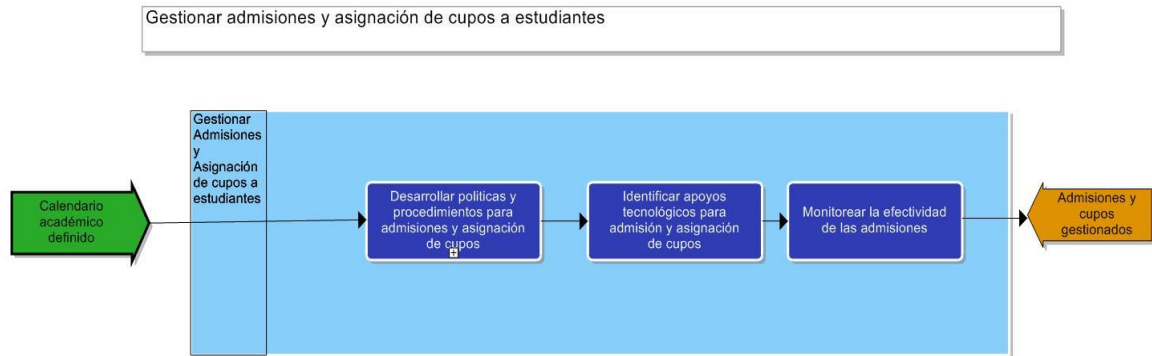 Gestionar admisiones y asignación de cupos a estudiantes
Gestionar
Admisiones
y
Asignación
de cupos a
estudiantes
Calendario
académico
definido
Desarrollar politicas y
procedimientos para
admisiones y asignación
de cupos
Identificar apoyos
tecnológicos para
admisión y asignación
de cupos
Monitorear la efectividad
de las admisiones
Admisiones y
cupos
gestionados